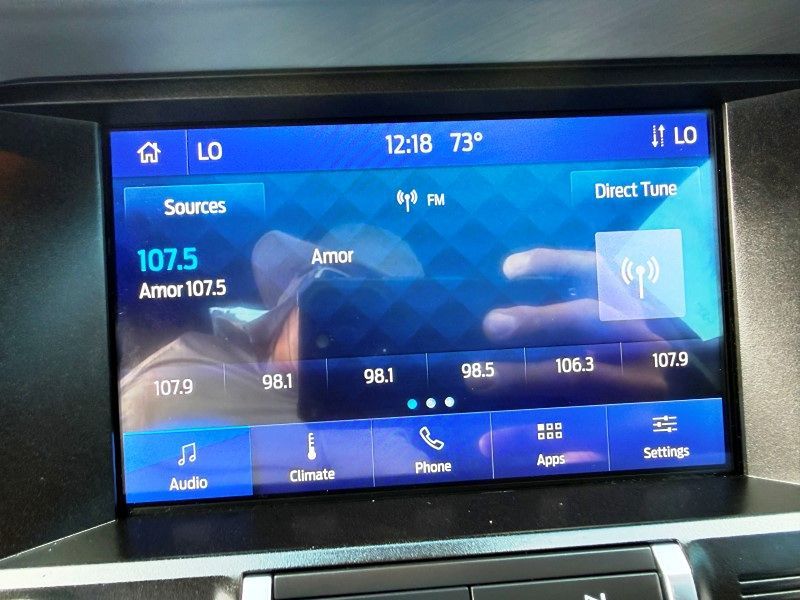 LO 12:18 73° LO
Sources FM Direct Tune
107.5 Amor
Amor 107.5
107.9 98.1 98.1 98.5 106.3 107.9
Audio Climate Phone Apps Settings